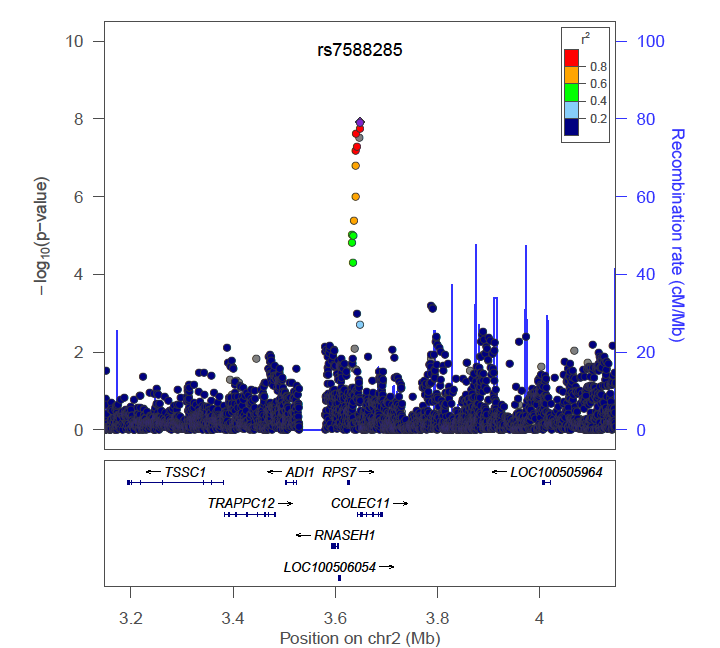 rs7588285
r2
0.8
0.6
0.4
0.2
10
8
6
4
2
0
−log10(p−value)
100
80
60
40
20
0
Recombination rate (cM/Mb)
TSSC1
ADI1
RPS7
LOC100505964
TRAPPC12
COLEC11
RNASEH1
LOC100506054
3.2
3.4
3.6
3.8
4
Position on chr2 (Mb)